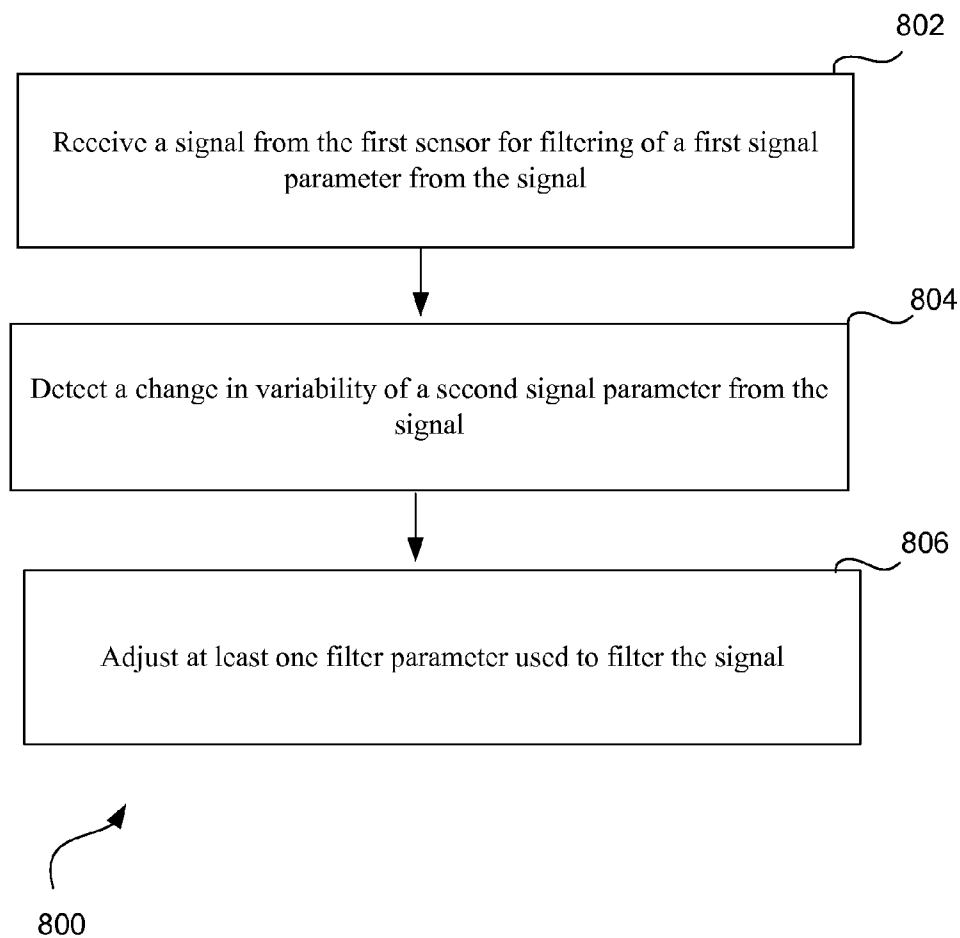 802
Receive a signal from the first sensor for filtering of a first signal
parameter from the signal
804
Detect a change in variability of a second signal parameter from the
signal
806
Adjust at least one filter parameter used to filter the signal
800